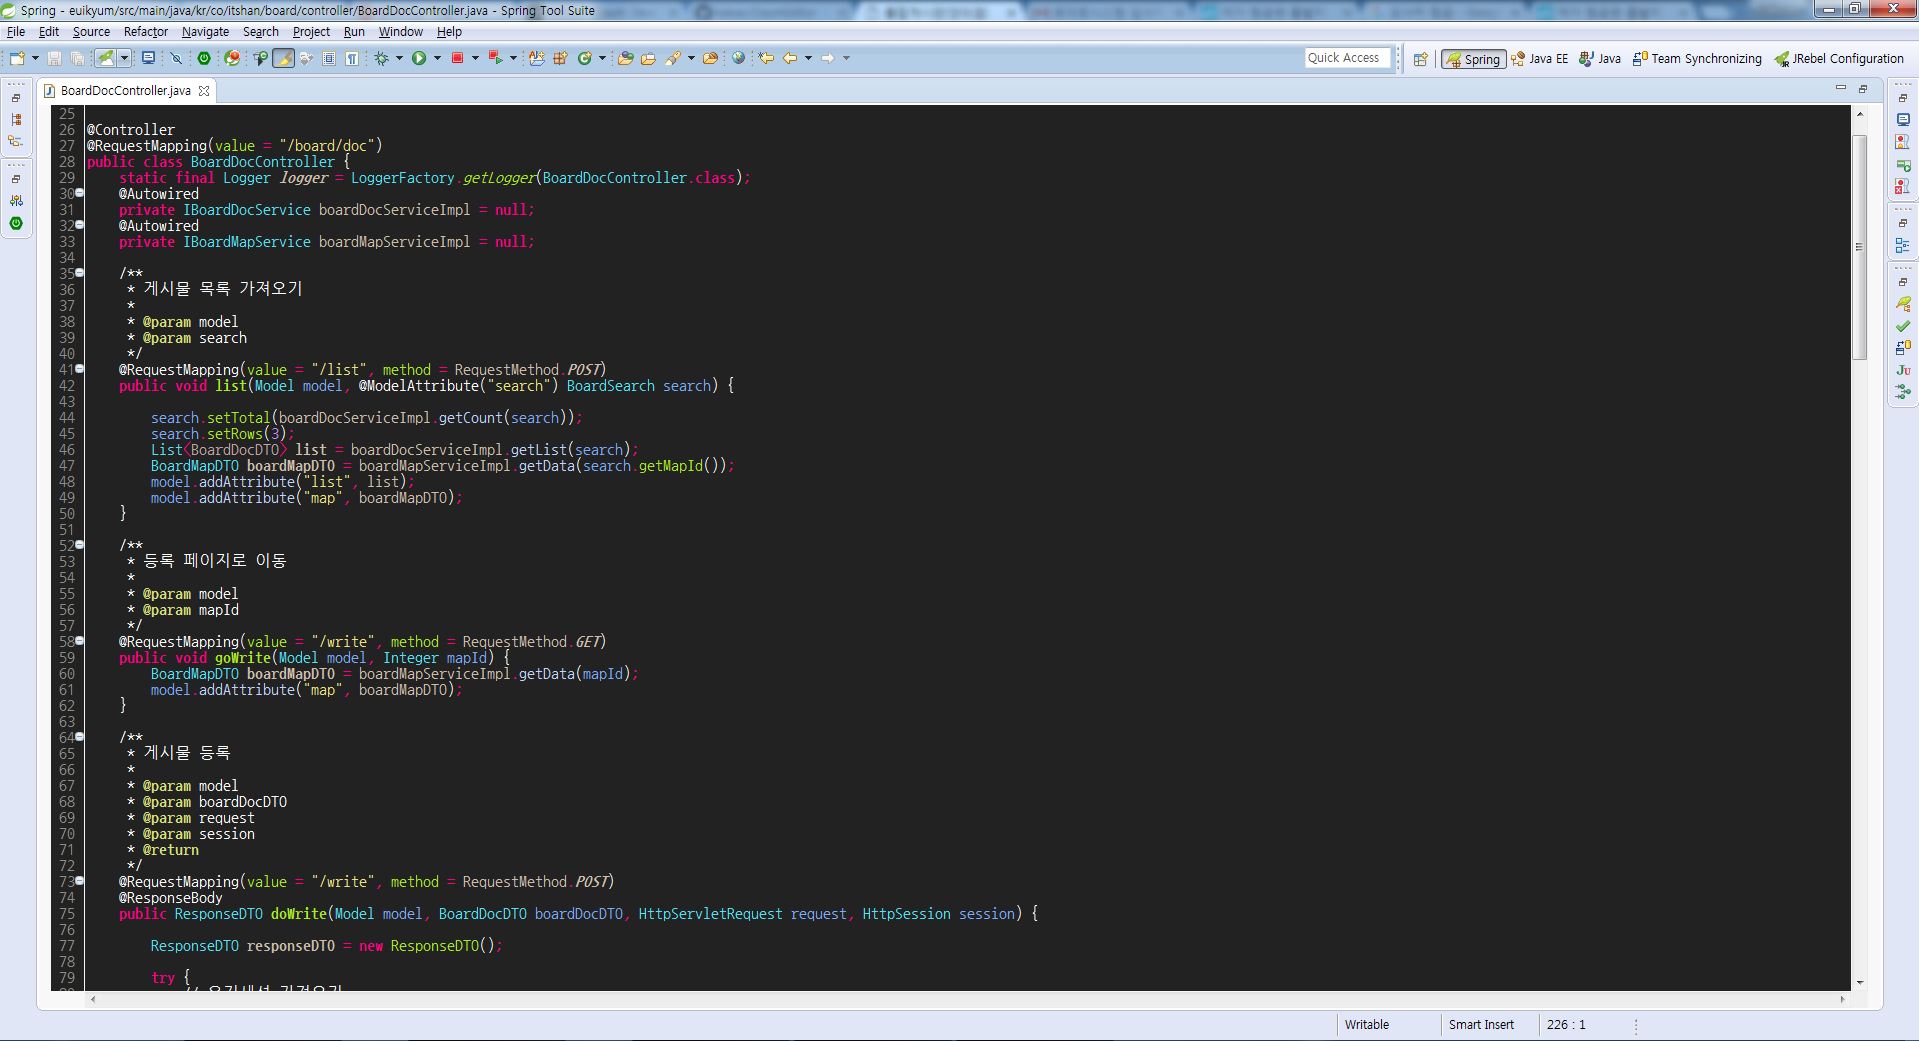 Spring - euikyum/src/main/java/kr/co/itshan/board/controller/BoardDocController.java - Spring Tool Suite
File Edit Source Refactor Navigate Search Project Run Window Help
Quick Access Spring Java EE Java Team Synchronizing JRebel Configuration
BoardDocController.java
25
26 @Controller
27 @RequestMapping(value = "/board/doc")
28 public class BoardDocController {
29 static final Logger logger = LoggerFactory.getLogger(BoardDocController.class);
30 @Autowired
31 private IBoardDocService boardDocServiceImpl = null;
32 @Autowired
33 private IBoardMapService boardMapServiceImpl = null;
34
35 /**
36 * 게시물 목록 가져오기
37 *
38 * @param model
39 * @param search
40 */
41 @RequestMapping(value = "/list", method = RequestMethod.POST)
42 public void list(Model model, @ModelAttribute("search") BoardSearch search) {
43
44 search.setTotal(boardDocServiceImpl.getCount(search));
45 search.setRows(3);
46 List<BoardDocDTO> list = boardDocServiceImpl.getList(search);
47 BoardMapDTO boardMapDTO = boardMapServiceImpl.getData(search.getMapId());
48 model.addAttribute("list", list);
49 model.addAttribute("map", boardMapDTO);
50 }
51
52 /**
53 * 등록 페이지로 이동
54 *
55 * @param model
56 * @param mapId
57 */
58 @RequestMapping(value = "/write", method = RequestMethod.GET)
59 public void goWrite(Model model, Integer mapId) {
60 BoardMapDTO boardMapDTO = boardMapServiceImpl.getData(mapId);
61 model.addAttribute("map", boardMapDTO);
62 }
63
64 /**
65 * 게시물 등록
66 *
67 * @param model
68 * @param boardDocDTO
69 * @param request
70 * @param session
71 * @return
72 */
73 @RequestMapping(value = "/write", method = RequestMethod.POST)
74 @ResponseBody
75 public ResponseDTO doWrite(Model model, BoardDocDTO boardDocDTO, HttpServletRequest request, HttpSession session) {
76
77 ResponseDTO responseDTO = new ResponseDTO();
78
79 try {
Writable Smart Insert 226 : 1